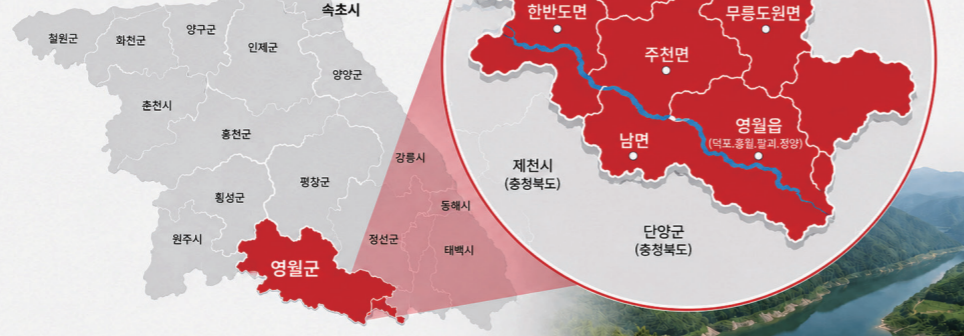 속초시
철원군
화천군
양구군
인제군
양양군
춘천시
홍천군
강릉시
횡성군
평창군
동해시
원주시
정선군
태백시
영월군
한반도면
무릉도원면
주천면
영월읍
(덕포.흥월.팔괴.정양)
남면
제천시
(충청북도)
단양군
(충청북도)